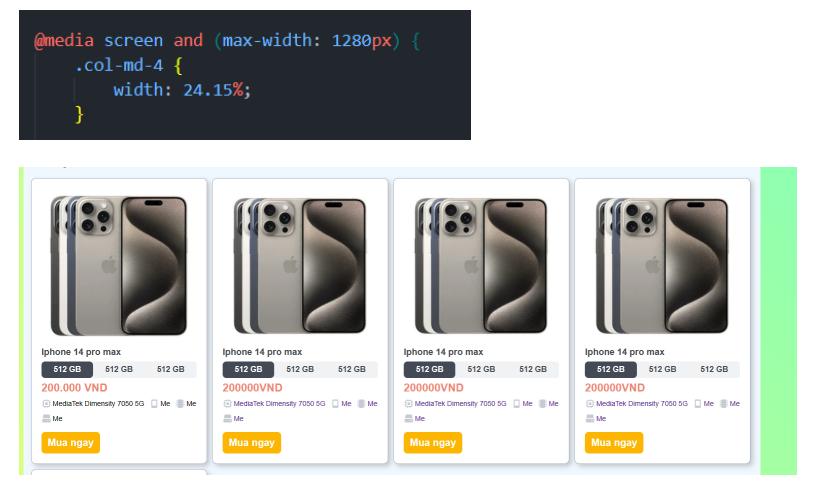 @media screen and (max-width: 1280px) {
.col-md-4 {
width: 24.15%;
}
Iphone 14 pro max
512 GB 512 GB 512 GB
200.000 VND
MediaTek Dimensity 7050 5G Me Me
Me
Mua ngay
Iphone 14 pro max
512 GB 512 GB 512 GB
200000VND
MediaTek Dimensity 7050 5G Me Me
Me
Mua ngay
Iphone 14 pro max
512 GB 512 GB 512 GB
200000VND
MediaTek Dimensity 7050 5G Me Me
Me
Mua ngay
Iphone 14 pro max
512 GB 512 GB 512 GB
200000VND
MediaTek Dimensity 7050 5G Me Me
Me
Mua ngay